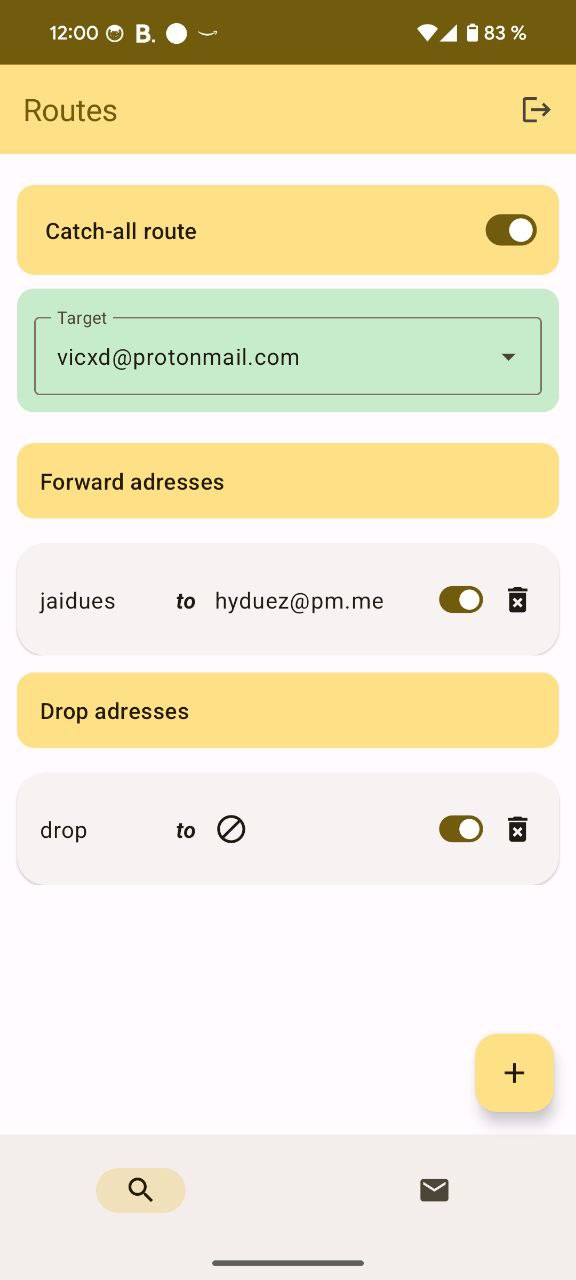 12:00 B. 83 %
Routes
Catch-all route
Target
vicxd@protonmail.com
Forward adresses
jaidues to hyduez@pm.me
Drop adresses
drop to